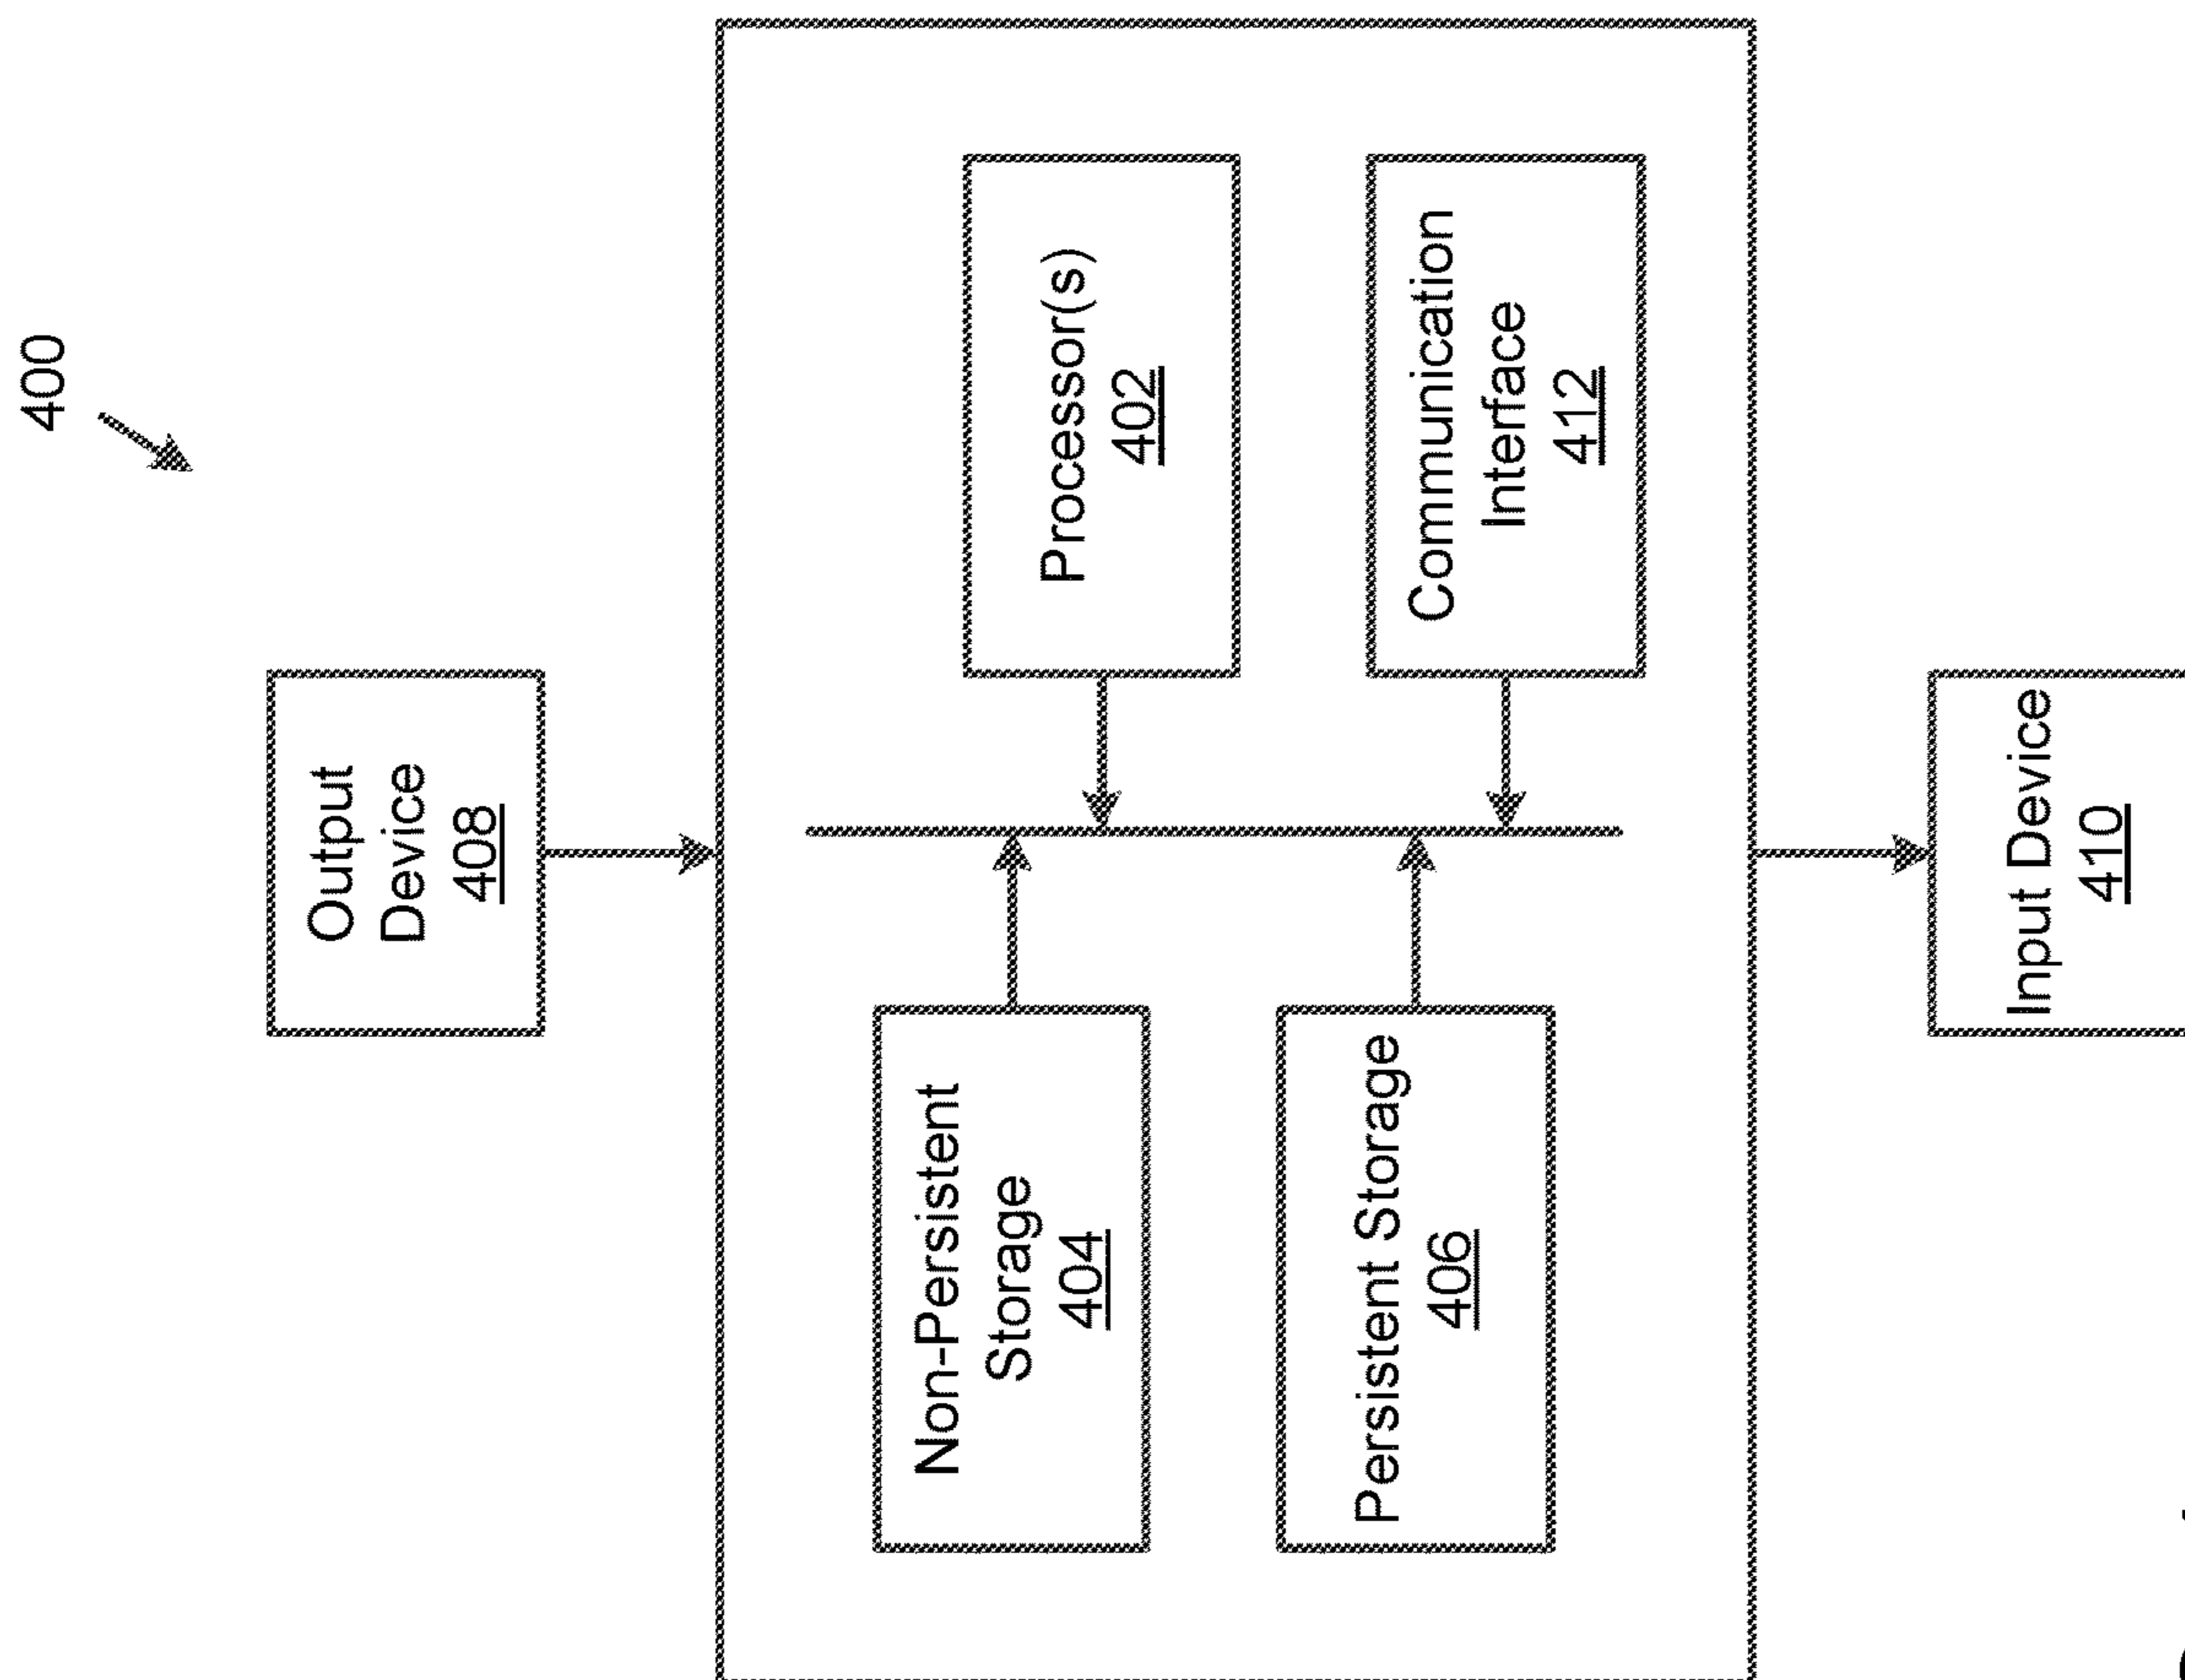 400
Output
Device
408
Non-Persistent
Storage
404
Processor(s)
402
Persistent Storage
406
Communication
Interface
412
Input Device
410